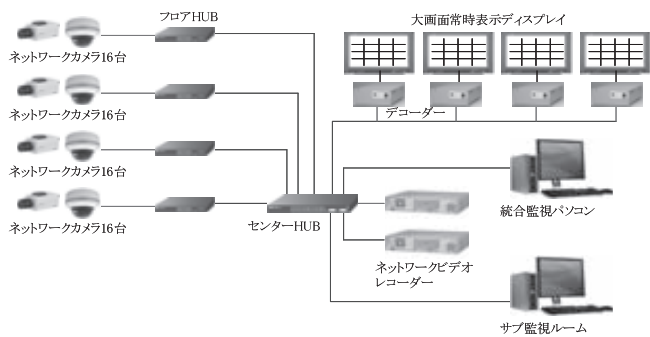 フロアHUB
大画面常時表示ディスプレイ
ネットワークカメラ16台
ネットワークカメラ16台
デコーダー
ネットワークカメラ16台
ネットワークカメラ16台
センターHUB
統合監視パソコン
ネットワークビデオ
レコーダー
サブ監視ルーム